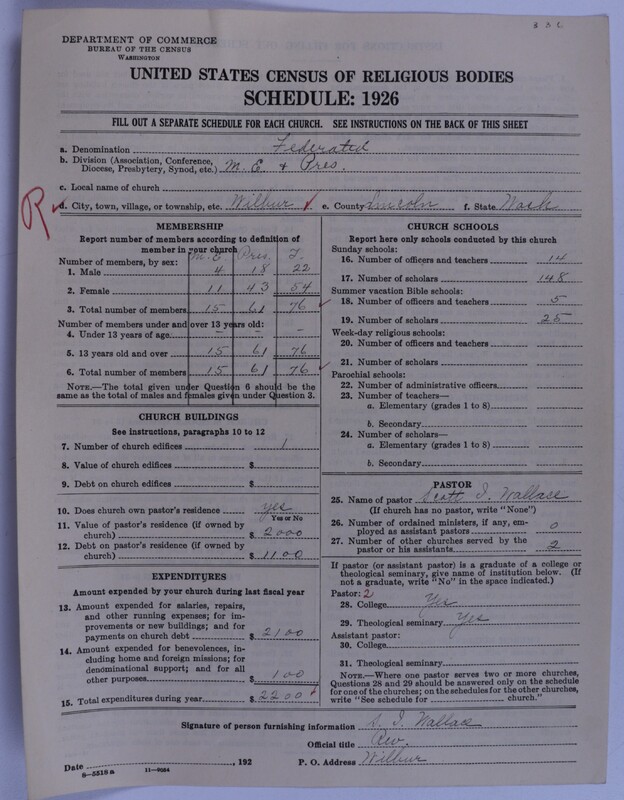 3 3 6
DEPARTMENT OF COMMERCE
BUREAU OF THE CENSUS
WASHINGTON
UNITED STATES CENSUS OF RELIGIOUS BODIES
SCHEDULE: 1926
FILL OUT A SEPARATE SCHEDULE FOR EACH CHURCH. SEE INSTRUCTIONS ON THE BACK OF THIS SHEET
a. Denomination Federated
b. Division (Association, Conference,
Diocese, Presbytery, Synod, etc.) M. E. & Pres.
c. Local name of church
R
d. City, town, village, or township, etc. Wilbur e. County Lincoln f. State Wash
MEMBERSHIP
Report number of members according to definition of
member in your church
Number of members, by sex: M. E. Pres. T.
1. Male 4 18 22
2. Female 11 43 54
3. Total number of members 15 61 76
Number of members under and over 13 years old:
4. Under 13 years of age - - -
5. 13 years old and over 15 61 76
6. Total number of members 15 61 76
NOTE.—The total given under Question 6 should be the
same as the total of males and females given under Question 3.
CHURCH BUILDINGS
See instructions, paragraphs 10 to 12
7. Number of church edifices 1
8. Value of church edifices $
9. Debt on church edifices $
10. Does church own pastor's residence? yes
Yes or No
11. Value of pastor's residence (if owned by
church) $ 2000
12. Debt on pastor's residence (if owned by
church) $ 1100
EXPENDITURES
Amount expended by your church during last fiscal year
13. Amount expended for salaries, repairs,
and other running expenses; for im-
provements or new buildings; and for
payments on church debt $ 2100
14. Amount expended for benevolences, in-
cluding home and foreign missions; for
denominational support; and for all
other purposes $ 100
15. Total expenditures during year $ 2200
CHURCH SCHOOLS
Report here only schools conducted by this church
Sunday schools:
16. Number of officers and teachers 14
17. Number of scholars 148
Summer vacation Bible schools:
18. Number of officers and teachers 5
19. Number of scholars 25
Week-day religious schools:
20. Number of officers and teachers
21. Number of scholars
Parochial schools:
22. Number of administrative officers
23. Number of teachers—
a. Elementary (grades 1 to 8)
b. Secondary
24. Number of scholars—
a. Elementary (grades 1 to 8)
b. Secondary
PASTOR
25. Name of pastor Scott I. Wallace
(If church has no pastor, write "None")
26. Number of ordained ministers, if any, em-
ployed as assistant pastors 0
27. Number of other churches served by the
pastor or his assistants 2
If pastor (or assistant pastor) is a graduate of a college or
theological seminary, give name of institution below. (If
not a graduate, write "No" in the space indicated.)
Pastor: 2
28. College Yes
29. Theological seminary Yes
Assistant pastor:
30. College
31. Theological seminary
NOTE.—Where one pastor serves two or more churches,
Questions 28 and 29 should be answered only on the schedule
for one of the churches; on the schedules for the other churches,
write "See schedule for church."
Signature of person furnishing information S. I. Wallace
Official title Rev.
Date , 192 P. O. Address Wilbur
8-5518a 11-9024